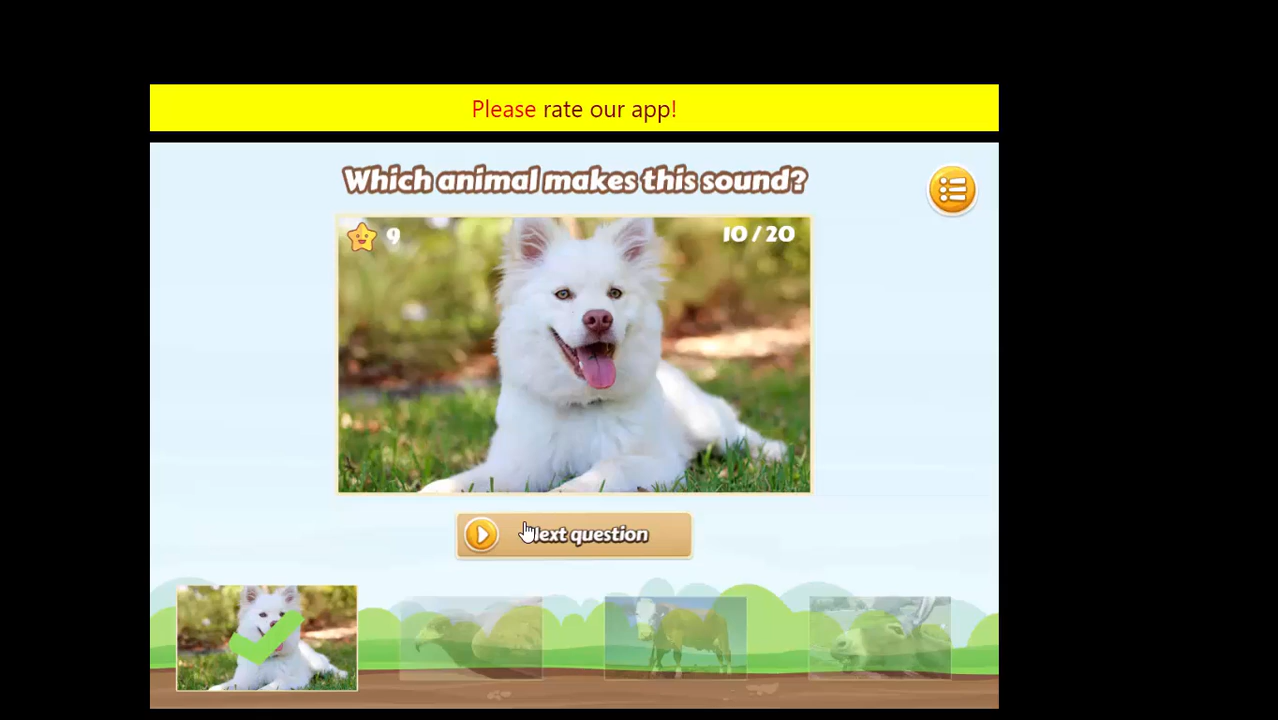 Please rate our app!
Which animal makes this sound?
9
10 / 20
Next question